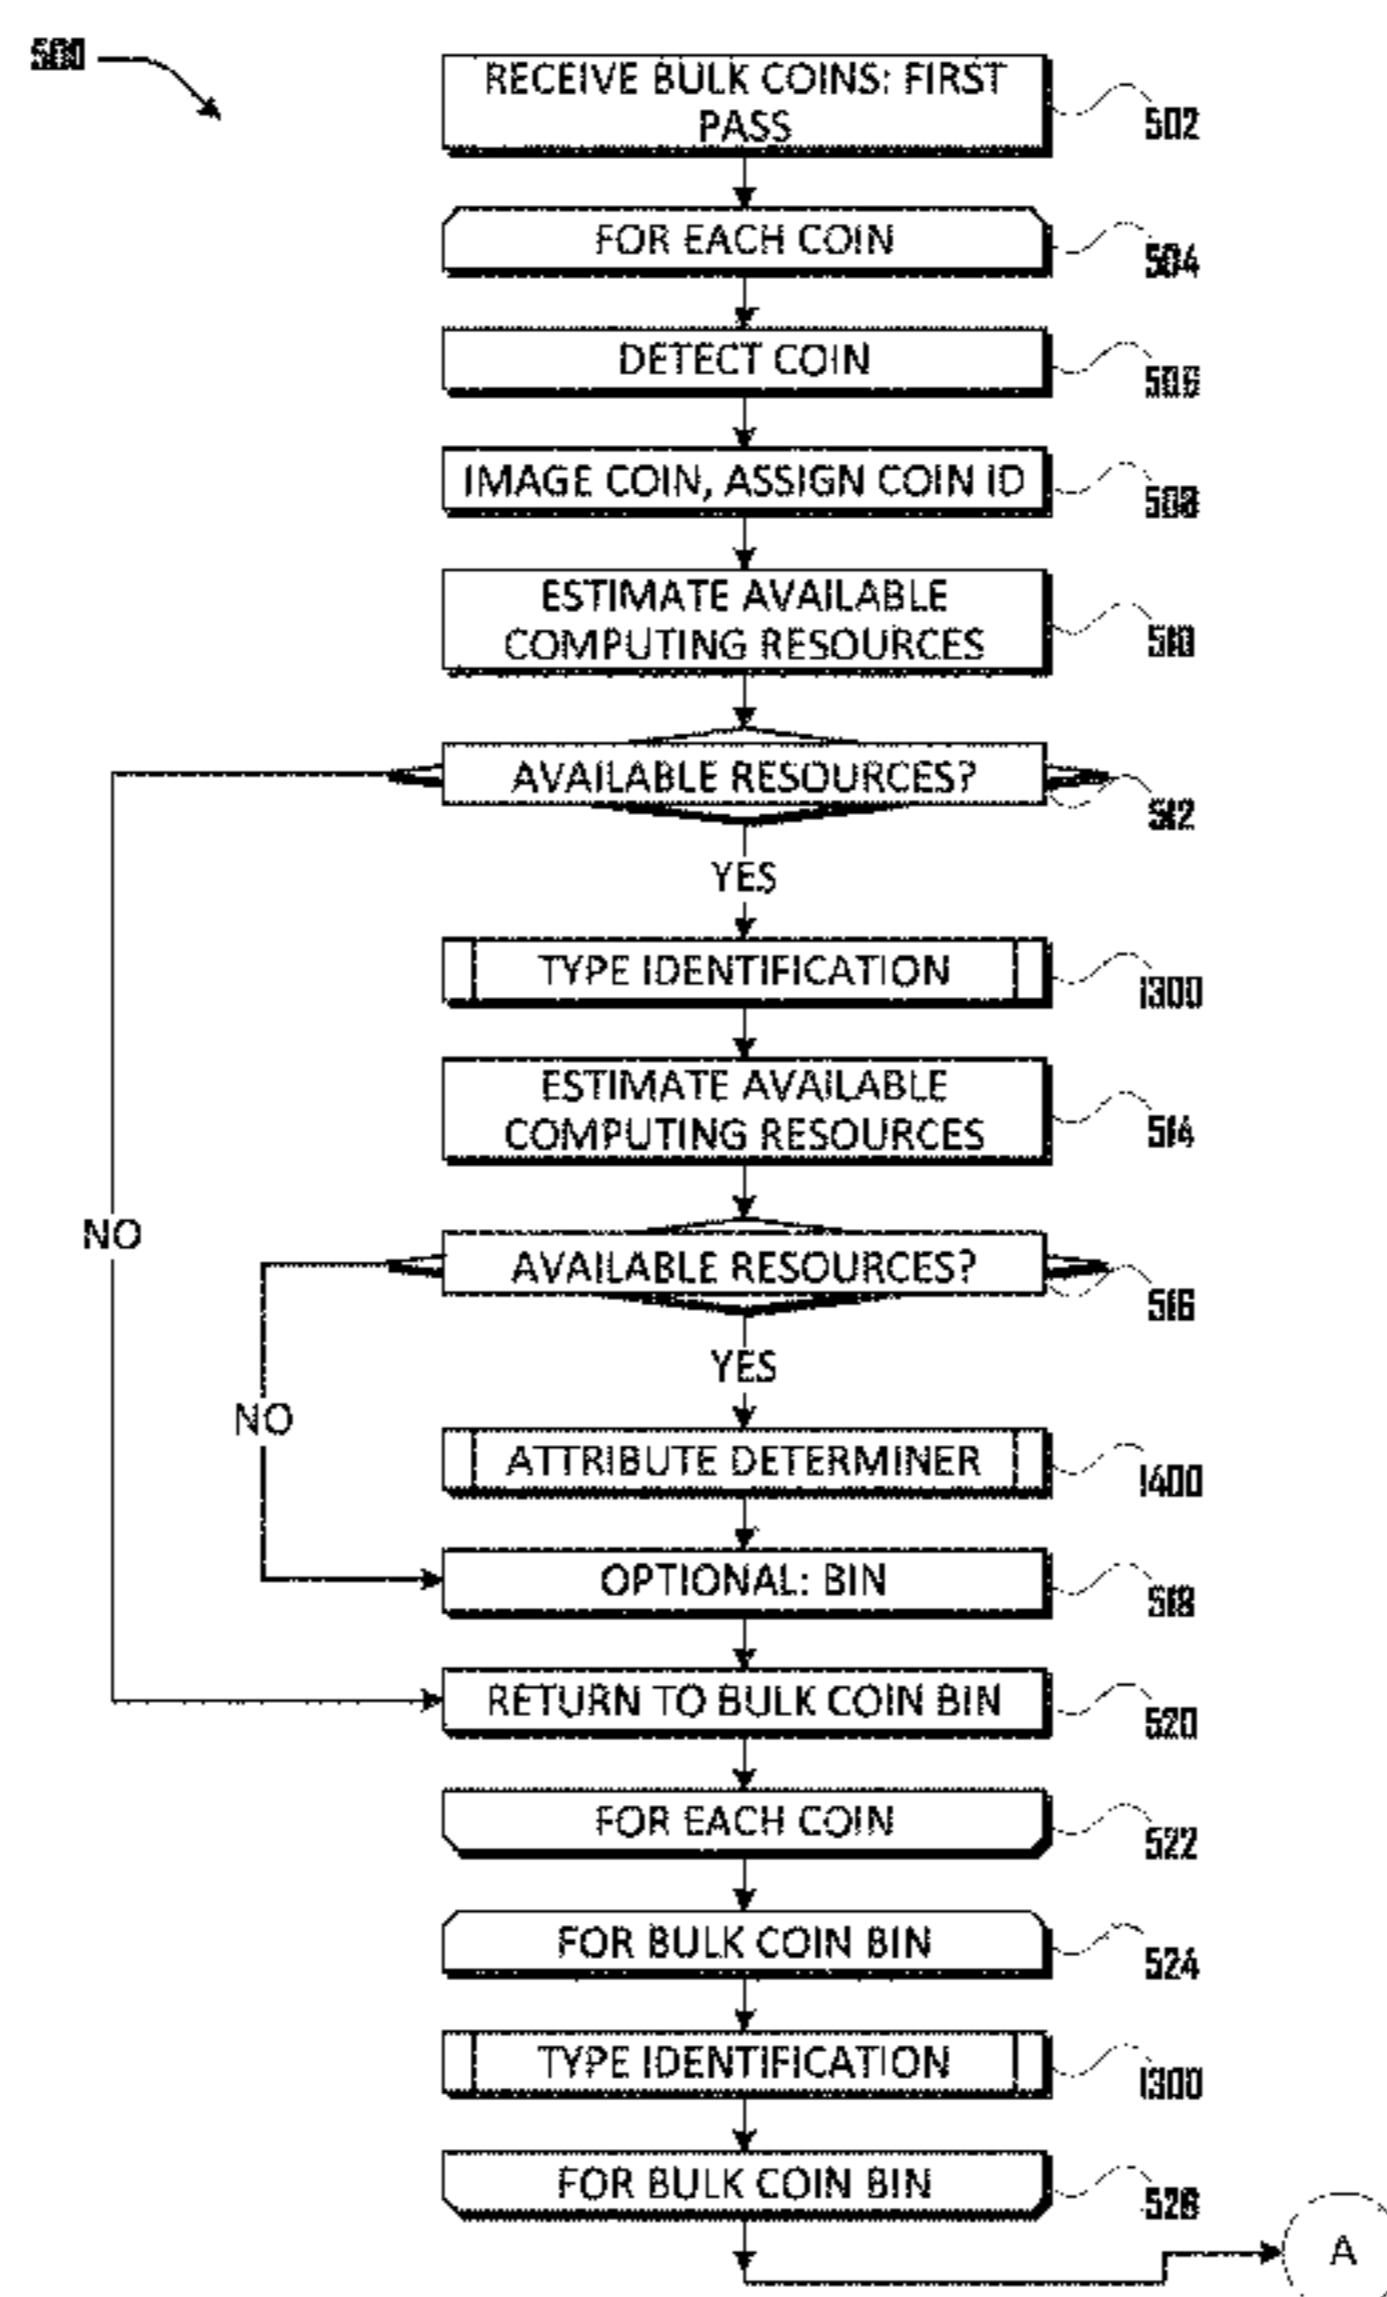 500
RECEIVE BULK COINS: FIRST
PASS
502
FOR EACH COIN
504
DETECT COIN
506
IMAGE COIN, ASSIGN COIN ID
508
ESTIMATE AVAILABLE
COMPUTING RESOURCES
510
AVAILABLE RESOURCES?
512
YES
TYPE IDENTIFICATION
1300
ESTIMATE AVAILABLE
COMPUTING RESOURCES
514
NO
AVAILABLE RESOURCES?
516
YES
NO
ATTRIBUTE DETERMINER
1400
OPTIONAL: BIN
518
RETURN TO BULK COIN BIN
520
FOR EACH COIN
522
FOR BULK COIN BIN
524
TYPE IDENTIFICATION
1300
FOR BULK COIN BIN
526
A